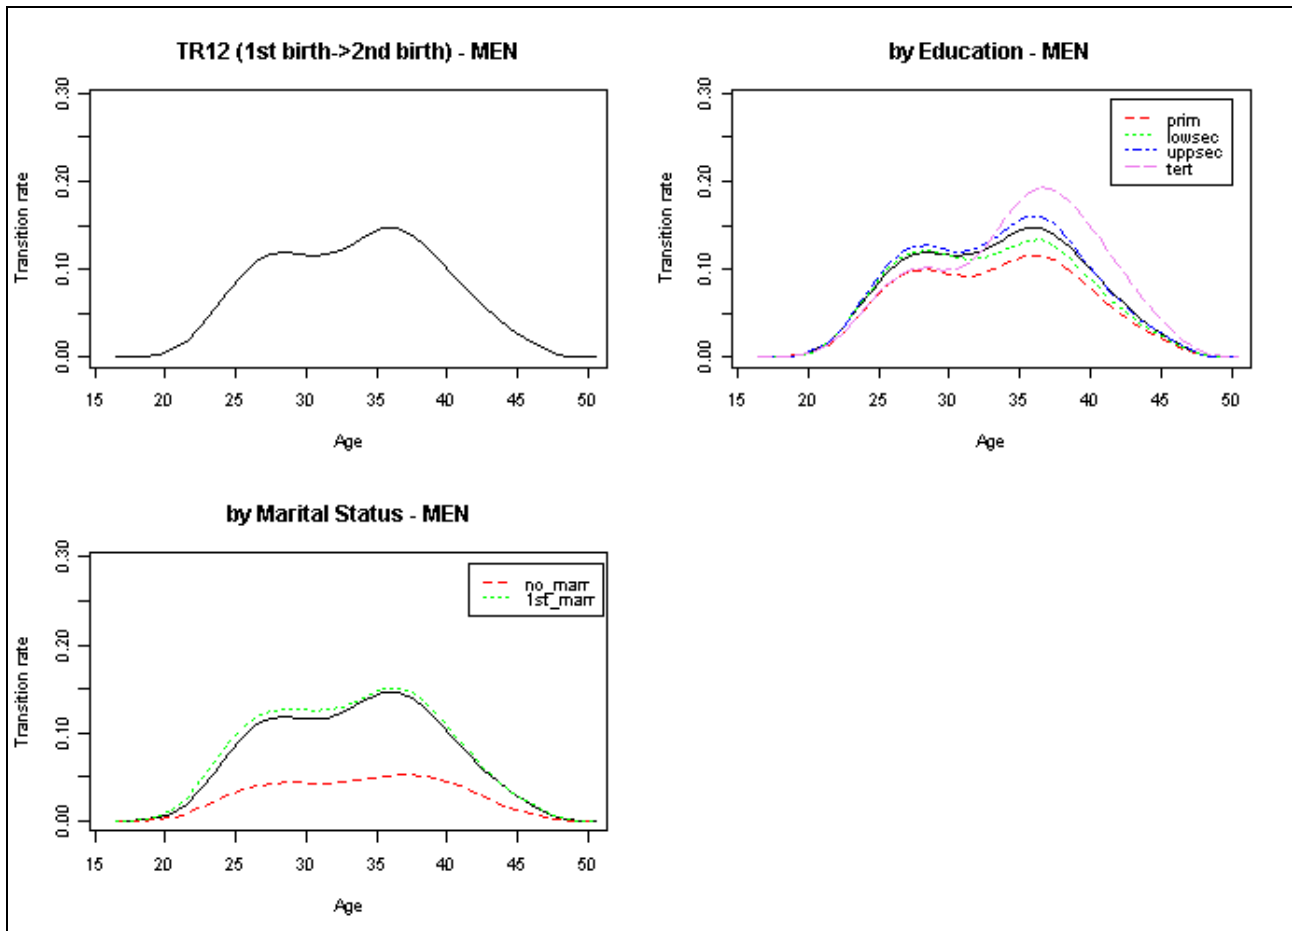 TR12 (1st birth->2nd birth) - MEN
Transition rate
0.00 0.10 0.20 0.30
15 20 25 30 35 40 45 50
Age
by Education - MEN
Transition rate
0.00 0.10 0.20 0.30
prim
lowsec
uppsec
tert
15 20 25 30 35 40 45 50
Age
by Marital Status - MEN
Transition rate
0.00 0.10 0.20 0.30
no_marr
1st_marr
15 20 25 30 35 40 45 50
Age